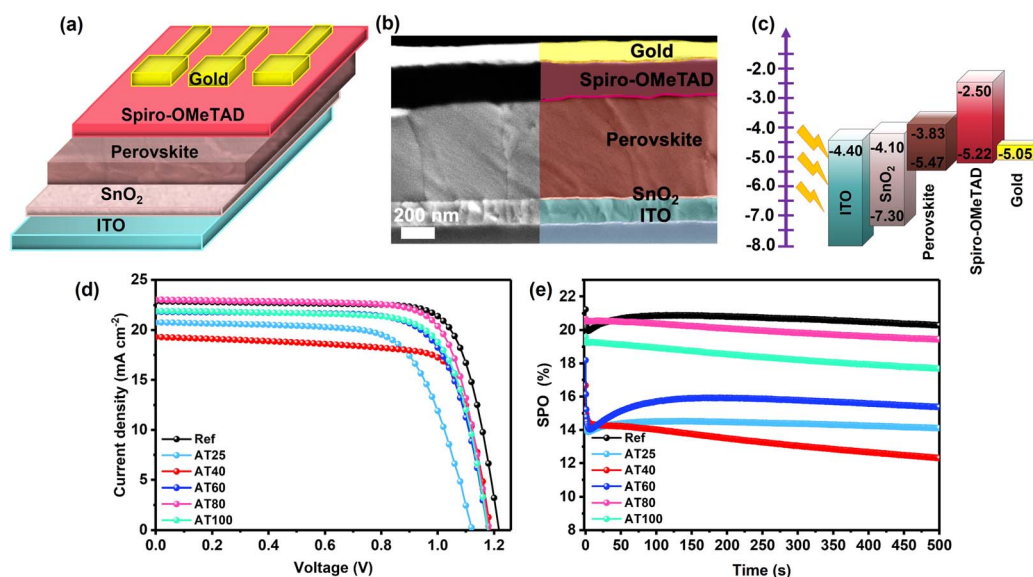 (a)
Gold
Spiro-OMeTAD
Perovskite
SnO₂
ITO
(b)
Gold
Spiro-OMeTAD
Perovskite
SnO₂
ITO
200 nm
(c)
-2.0
-3.0
-4.0
-5.0
-6.0
-7.0
-8.0
-4.40
ITO
-4.10
SnO₂
-7.30
-3.83
-5.47
Perovskite
-2.50
-5.22
Spiro-OMeTAD
-5.05
Gold
(d)
Current density (mA cm⁻²)
25
20
15
10
5
0
Ref
AT25
AT40
AT60
AT80
AT100
0.0 0.2 0.4 0.6 0.8 1.0 1.2
Voltage (V)
(e)
SPO (%)
22
20
18
16
14
12
10
8
Ref
AT25
AT40
AT60
AT80
AT100
0 50 100 150 200 250 300 350 400 450 500
Time (s)